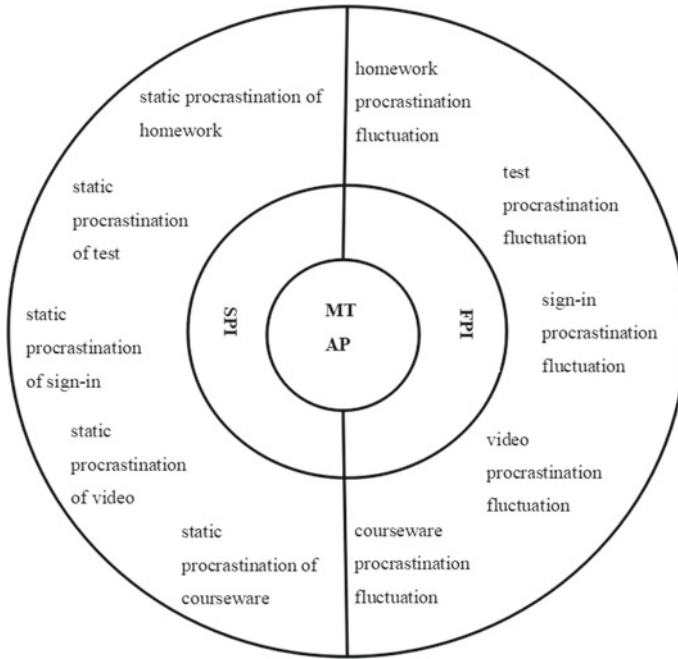 static procrastination of
homework
static
procrastination
of test
static
procrastination
of sign-in
static
procrastination
of video
static
procrastination of
courseware
SPI
MT
AP
FPI
homework
procrastination
fluctuation
test
procrastination
fluctuation
sign-in
procrastination
fluctuation
video
procrastination
fluctuation
courseware
procrastination
fluctuation